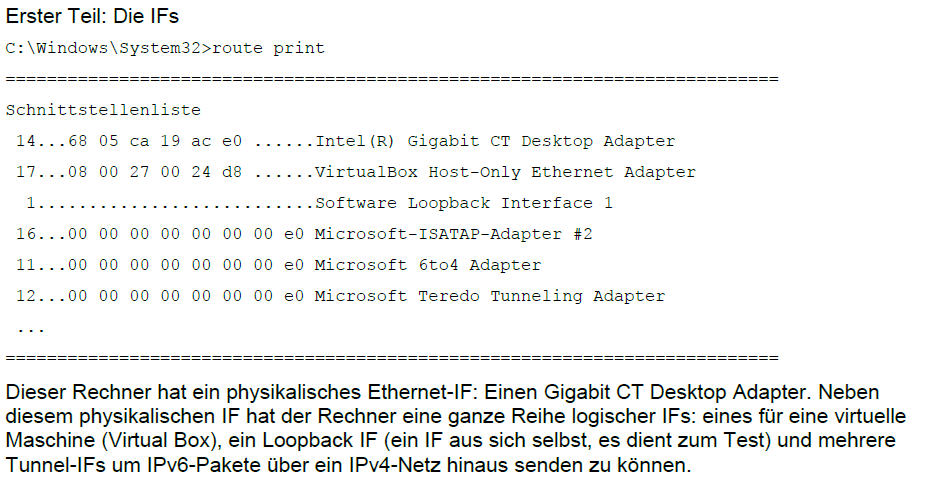 Erster Teil: Die IFs
C:\Windows\System32>route print
===========================================================================
Schnittstellenliste
 14...68 05 ca 19 ac e0 ......Intel(R) Gigabit CT Desktop Adapter
 17...08 00 27 00 24 d8 ......VirtualBox Host-Only Ethernet Adapter
  1...........................Software Loopback Interface 1
 16...00 00 00 00 00 00 00 e0 Microsoft-ISATAP-Adapter #2
 11...00 00 00 00 00 00 00 e0 Microsoft 6to4 Adapter
 12...00 00 00 00 00 00 00 e0 Microsoft Teredo Tunneling Adapter
 ...
===========================================================================
Dieser Rechner hat ein physikalisches Ethernet-IF: Einen Gigabit CT Desktop Adapter. Neben
diesem physikalischen IF hat der Rechner eine ganze Reihe logischer IFs: eines für eine virtuelle
Maschine (Virtual Box), ein Loopback IF (ein IF aus sich selbst, es dient zum Test) und mehrere
Tunnel-IFs um IPv6-Pakete über ein IPv4-Netz hinaus senden zu können.